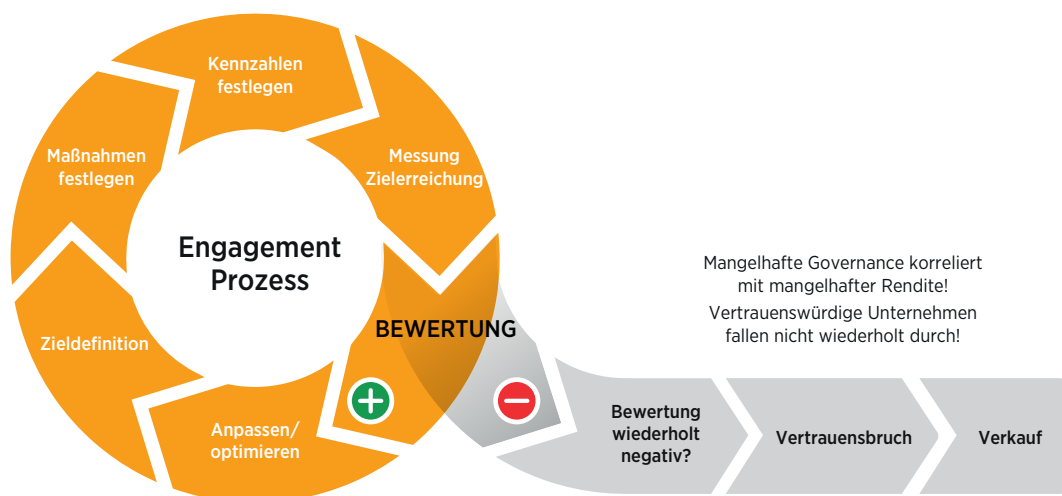 Kennzahlen
festlegen
Maßnahmen
festlegen
Messung
Zielerreichung
Engagement
Prozess
Zieldefinition
BEWERTUNG
Anpassen/
optimieren
Mangelhafte Governance korreliert
mit mangelhafter Rendite!
Vertrauenswürdige Unternehmen
fallen nicht wiederholt durch!
Bewertung
wiederholt
negativ?
Vertrauensbruch
Verkauf